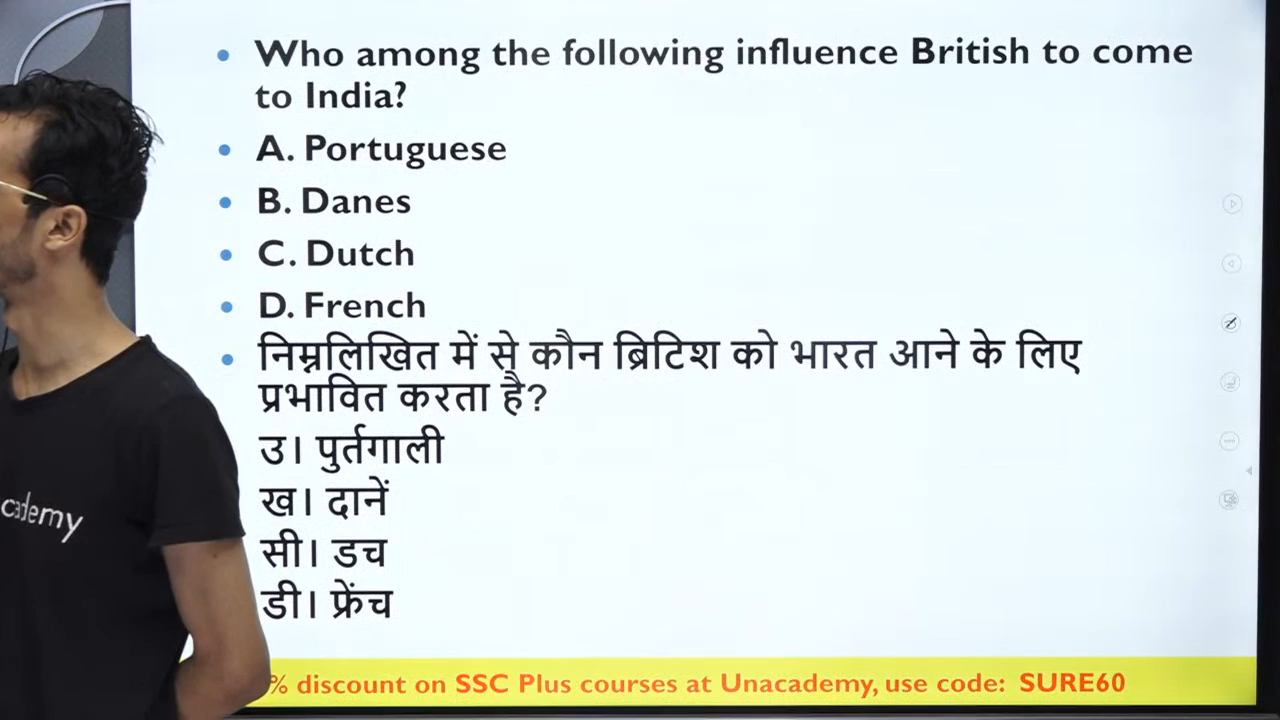 Who among the following influence British to come
to India?
A. Portuguese
B. Danes
C. Dutch
D. French
निम्नलिखित में से कौन ब्रिटिश को भारत आने के लिए
प्रभावित करता है?
उ। पुर्तगाली
ख। दानें
सी। डच
डी। फ्रेंच
cademy
% discount on SSC Plus courses at Unacademy, use code: SURE60